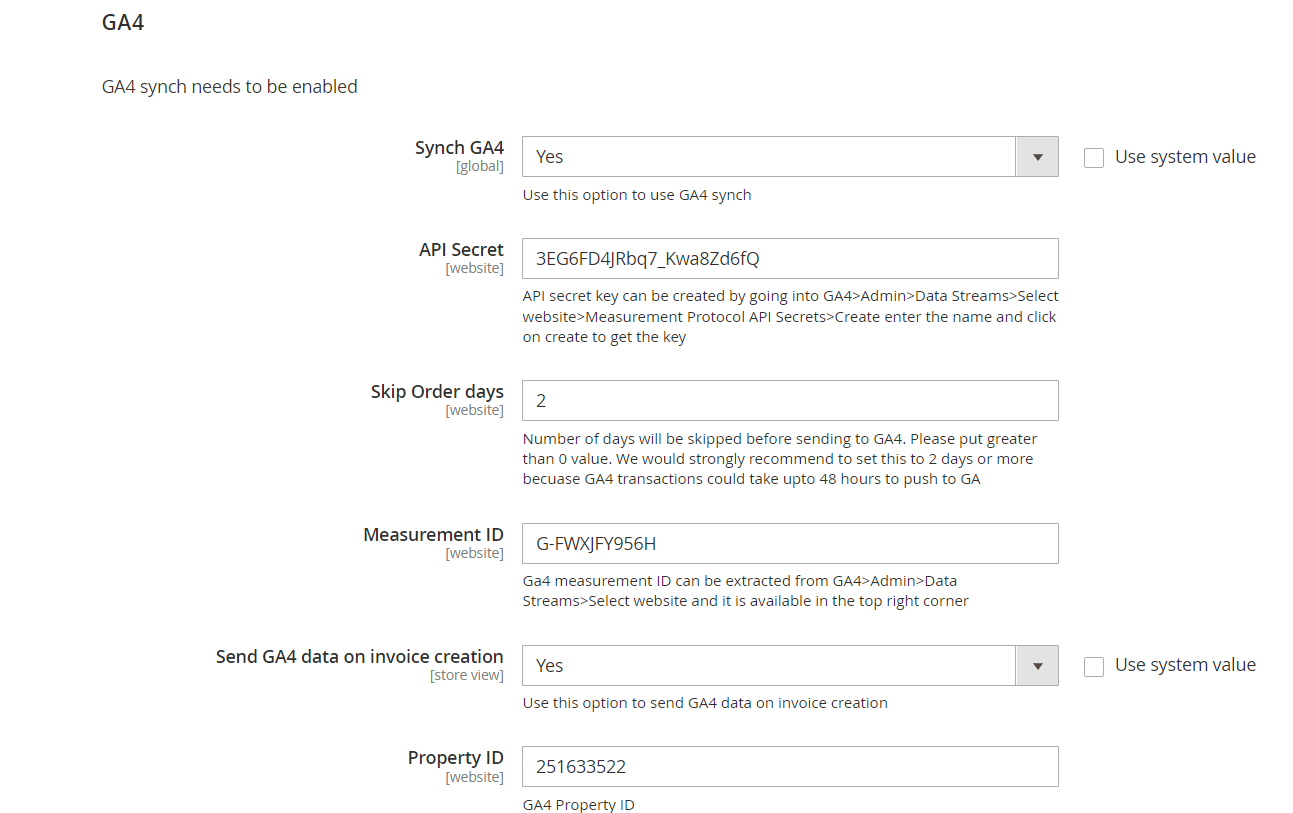 GA4
GA4 synch needs to be enabled
Synch GA4
[global]
Yes
Use system value
Use this option to use GA4 synch
API Secret
[website]
3EG6FD4JRbq7_Kwa8Zd6fQ
API secret key can be created by going into GA4>Admin>Data Streams>Select
website>Measurement Protocol API Secrets>Create enter the name and click
on create to get the key
Skip Order days
[website]
2
Number of days will be skipped before sending to GA4. Please put greater
than 0 value. We would strongly recommend to set this to 2 days or more
becuase GA4 transactions could take upto 48 hours to push to GA
Measurement ID
[website]
G-FWXJFY956H
Ga4 measurement ID can be extracted from GA4>Admin>Data
Streams>Select website and it is available in the top right corner
Send GA4 data on invoice creation
[store view]
Yes
Use system value
Use this option to send GA4 data on invoice creation
Property ID
[website]
251633522
GA4 Property ID